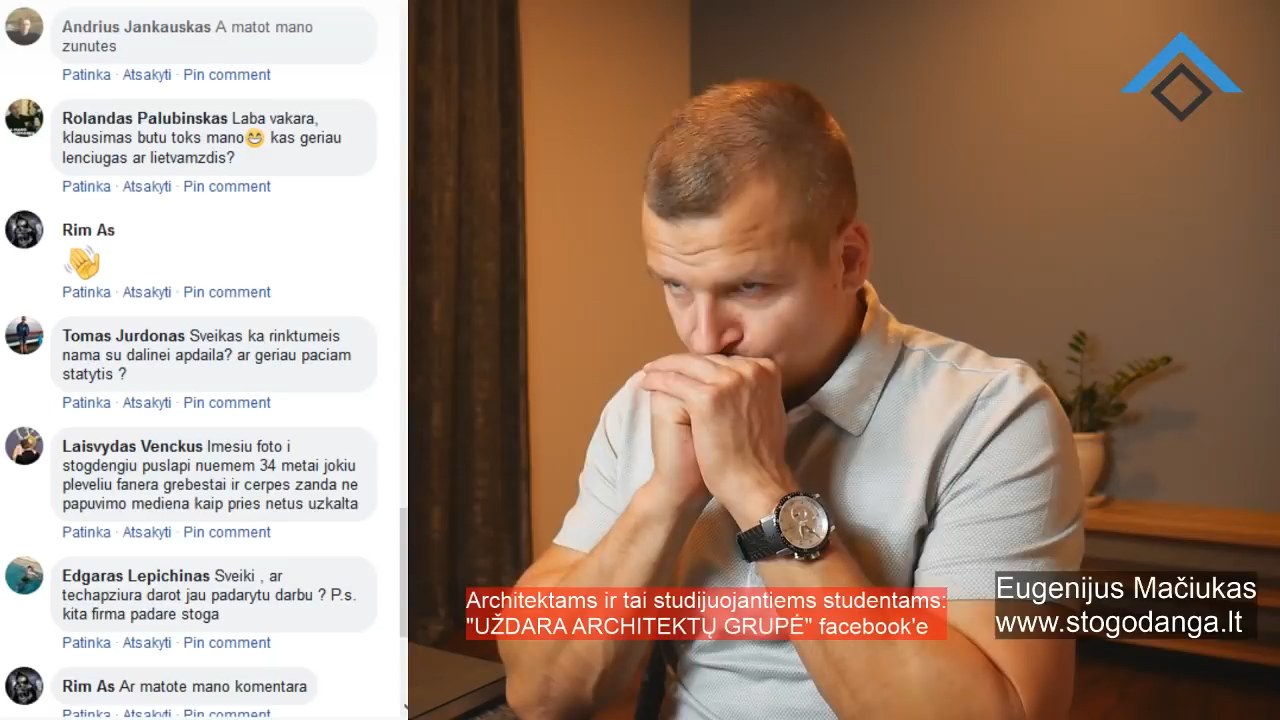 Andrius Jankauskas A matot mano
zunutes
Patinka · Atsakyti · Pin comment
Rolandas Palubinskas Laba vakara,
klausimas butu toks mano😁 kas geriau
lenciugas ar lietvamzdis?
Patinka · Atsakyti · Pin comment
Rim As
👋
Patinka · Atsakyti · Pin comment
Tomas Jurdonas Sveikas ka rinktumeis
nama su dalinei apdaila? ar geriau paciam
statytis ?
Patinka · Atsakyti · Pin comment
Laisvydas Venckus Imesiu foto i
stogdengiu puslapi nuemem 34 metai jokiu
pleveliu fanera grebestai ir cerpes zanda ne
papuvimo mediena kaip pries netus uzkalta
Patinka · Atsakyti · Pin comment
Edgaras Lepichinas Sveiki , ar
techapziura darot jau padarytu darbu ? P.s.
kita firma padare stoga
Patinka · Atsakyti · Pin comment
Rim As Ar matote mano komentara
Patinka · Atsakyti · Pin comment
Architektams ir tai studijuojantiems studentams:
"UŽDARA ARCHITEKTŲ GRUPĖ" facebook'e
Eugenijus Mačiukas
www.stogodanga.lt